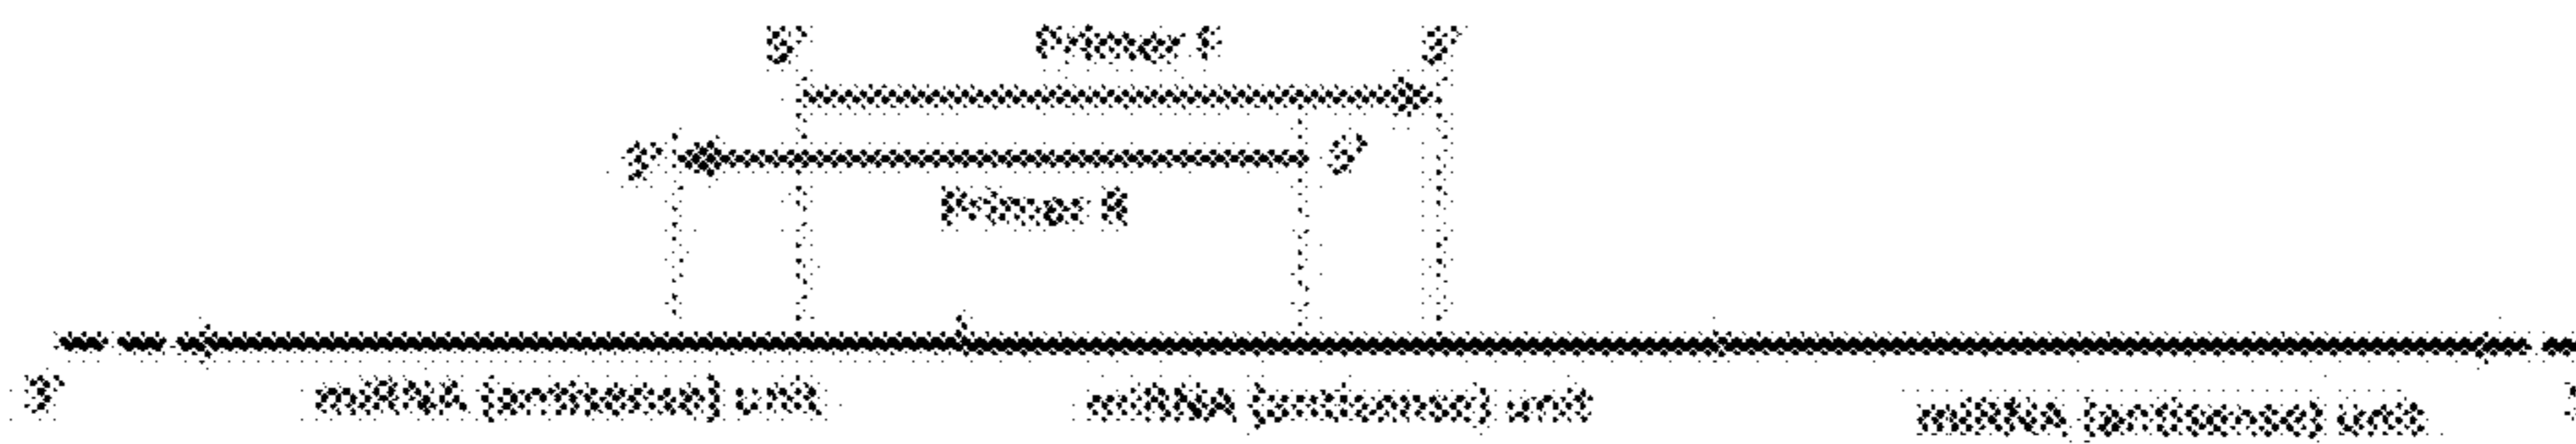 5' Primer F 3'
3' 5'
Primer R
3'
miRNA (antisense) unit miRNA (antisense) unit miRNA (antisense) unit